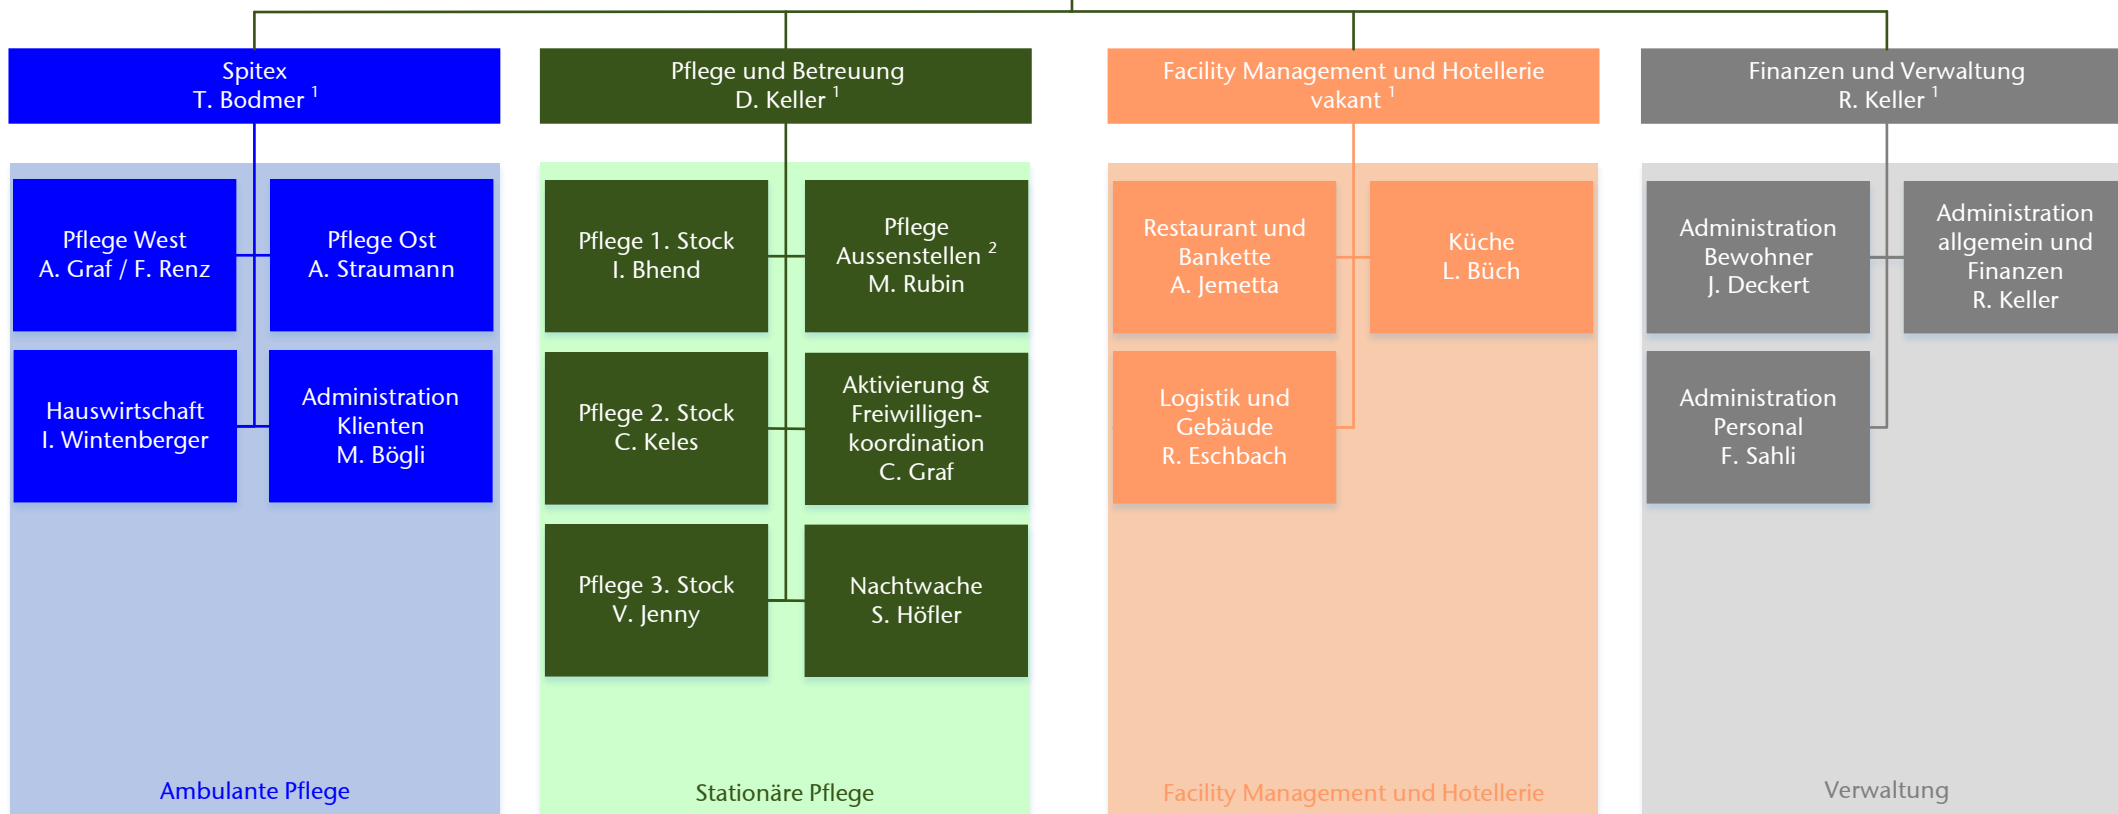 Spitex
T. Bodmer ¹
Pflege und Betreuung
D. Keller ¹
Facility Management und Hotellerie
vakant ¹
Finanzen und Verwaltung
R. Keller ¹
Pflege West
A. Graf / F. Renz
Pflege Ost
A. Straumann
Hauswirtschaft
I. Wintenberger
Administration
Klienten
M. Bögli
Ambulante Pflege
Pflege 1. Stock
I. Bhend
Pflege
Aussenstellen ²
M. Rubin
Pflege 2. Stock
C. Keles
Aktivierung &
Freiwilligen-
koordination
C. Graf
Pflege 3. Stock
V. Jenny
Nachtwache
S. Höfler
Stationäre Pflege
Restaurant und
Bankette
A. Jemetta
Küche
L. Büch
Logistik und
Gebäude
R. Eschbach
Facility Management und Hotellerie
Administration
Bewohner
J. Deckert
Administration
allgemein und
Finanzen
R. Keller
Administration
Personal
F. Sahli
Verwaltung